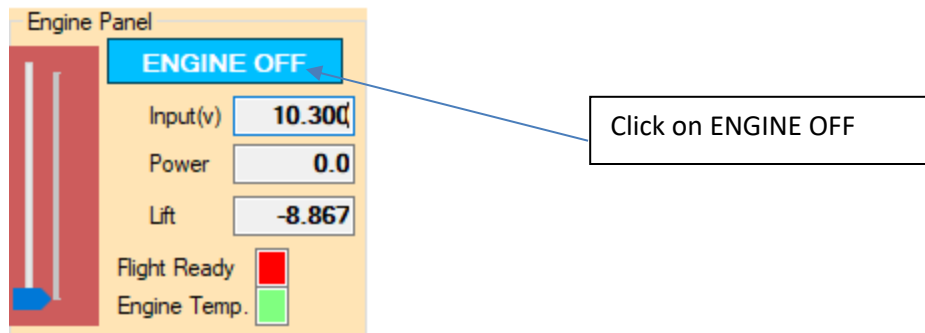 Engine Panel
ENGINE OFF
Input(v) 10.300
Power 0.0
Lift -8.867
Flight Ready
Engine Temp.
Click on ENGINE OFF